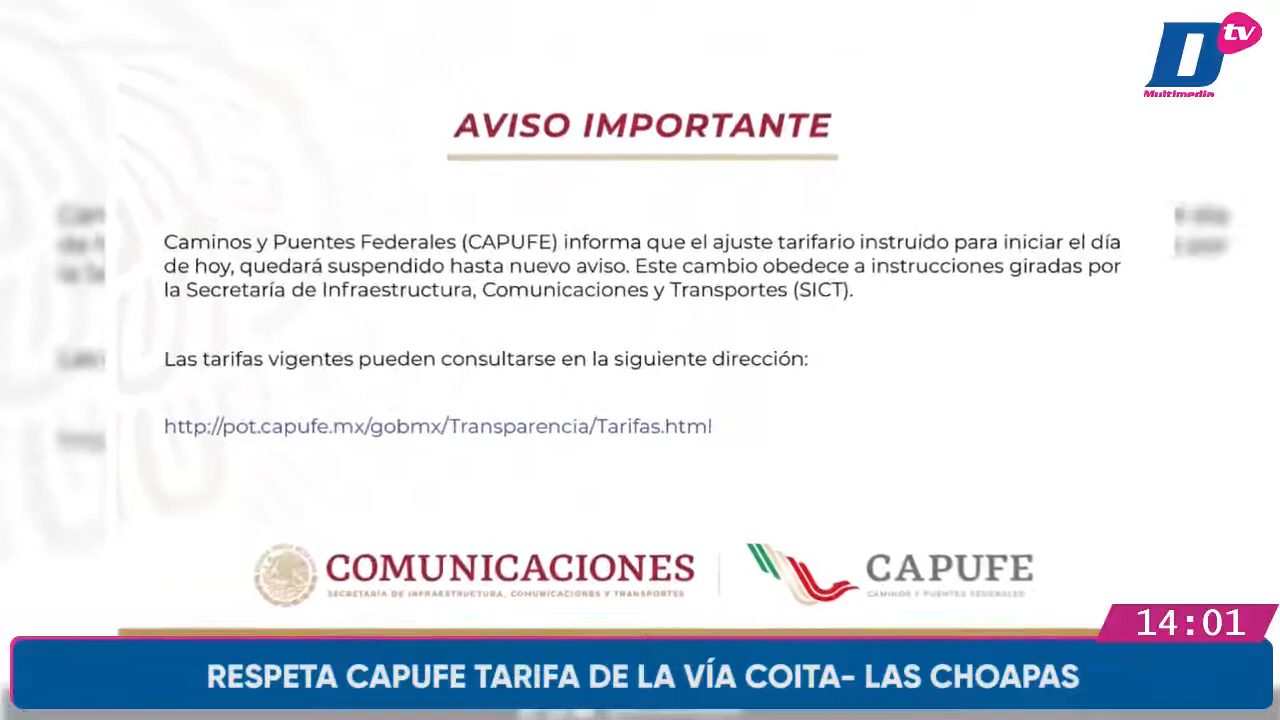 D tv
Multimedia
AVISO IMPORTANTE
Caminos y Puentes Federales (CAPUFE) informa que el ajuste tarifario instruido para iniciar el día
de hoy, quedará suspendido hasta nuevo aviso. Este cambio obedece a instrucciones giradas por
la Secretaría de Infraestructura, Comunicaciones y Transportes (SICT).
Las tarifas vigentes pueden consultarse en la siguiente dirección:
http://pot.capufe.mx/gobmx/Transparencia/Tarifas.html
COMUNICACIONES
SECRETARÍA DE INFRAESTRUCTURA, COMUNICACIONES Y TRANSPORTES
CAPUFE
CAMINOS Y PUENTES FEDERALES
14:01
RESPETA CAPUFE TARIFA DE LA VÍA COITA- LAS CHOAPAS